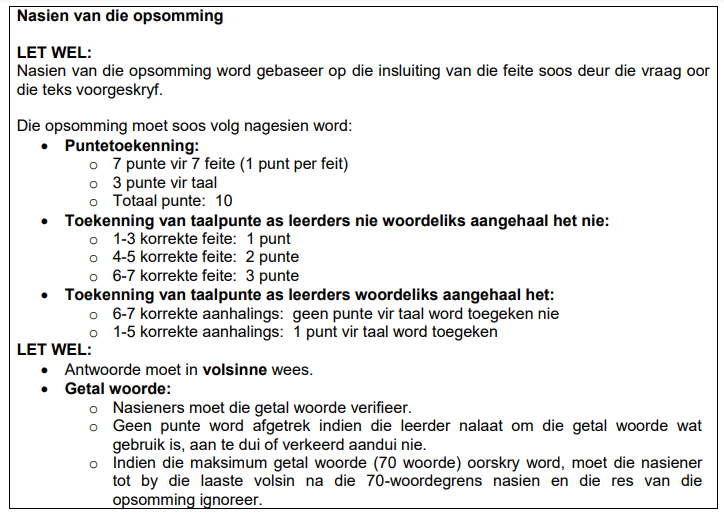 Nasien van die opsomming
LET WEL:
Nasien van die opsomming word gebaseer op die insluiting van die feite soos deur die vraag oor
die teks voorgeskryf.
Die opsomming moet soos volg nagesien word:
• Puntetoekenning:
o 7 punte vir 7 feite (1 punt per feit)
o 3 punte vir taal
o Totaal punte: 10
• Toekenning van taalpunte as leerders nie woordeliks aangehaal het nie:
o 1-3 korrekte feite: 1 punt
o 4-5 korrekte feite: 2 punte
o 6-7 korrekte feite: 3 punte
• Toekenning van taalpunte as leerders woordeliks aangehaal het:
o 6-7 korrekte aanhalings: geen punte vir taal word toegeken nie
o 1-5 korrekte aanhalings: 1 punt vir taal word toegeken
LET WEL:
• Antwoorde moet in volsinne wees.
• Getal woorde:
o Nasieners moet die getal woorde verifieer.
o Geen punte word afgetrek indien die leerder nalaat om die getal woorde wat
gebruik is, aan te dui of verkeerd aandui nie.
o Indien die maksimum getal woorde (70 woorde) oorskry word, moet die nasiener
tot by die laaste volsin na die 70-woordegrens nasien en die res van die
opsomming ignoreer.